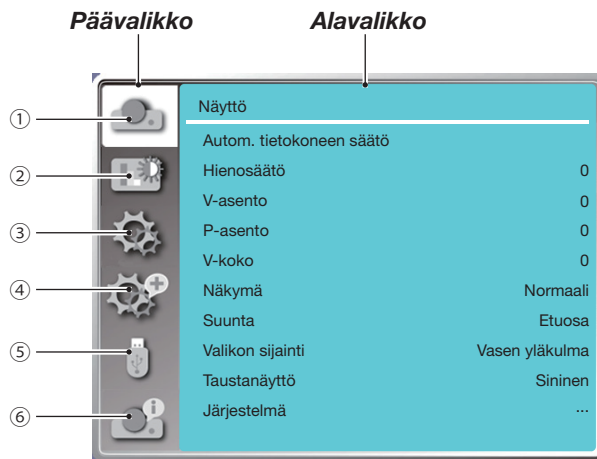 Päävalikko Alavalikko
① Näyttö
Autom. tietokoneen säätö
② Hienosäätö 0
V-asento 0
③ P-asento 0
V-koko 0
④ Näkymä Normaali
Suunta Etuosa
⑤ Valikon sijainti Vasen yläkulma
Taustanäyttö Sininen
⑥ Järjestelmä ...